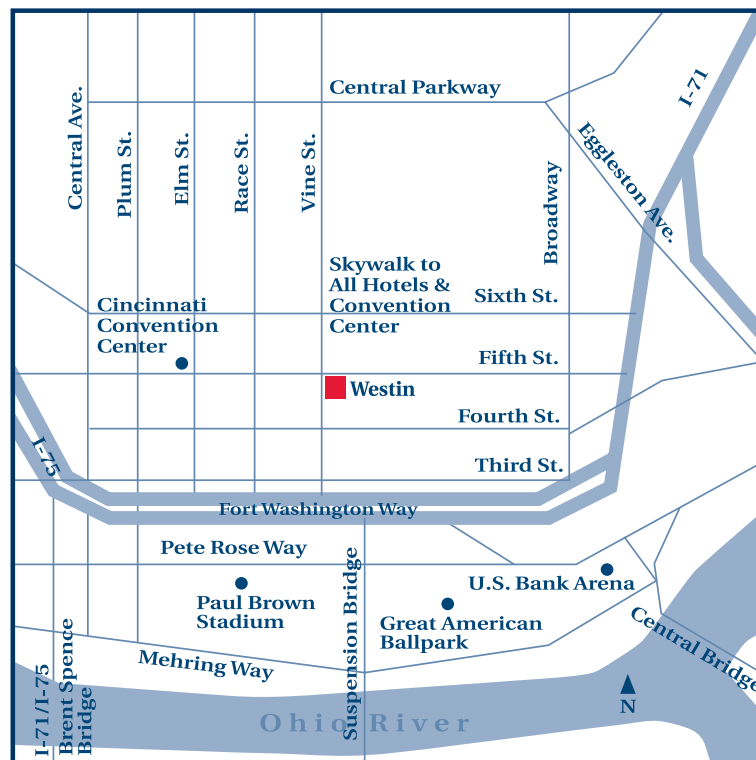 Central Parkway
I-71
Central Ave.
Plum St.
Elm St.
Race St.
Vine St.
Broadway
Eggleston Ave.
Skywalk to
All Hotels &
Convention
Center
Sixth St.
Cincinnati
Convention
Center
Fifth St.
Westin
Fourth St.
I-75
Third St.
Fort Washington Way
Pete Rose Way
U.S. Bank Arena
Paul Brown
Stadium
Great American
Ballpark
Suspension Bridge
Central Bridge
Mehring Way
I-71/I-75
Brent Spence
Bridge
N
Ohio River